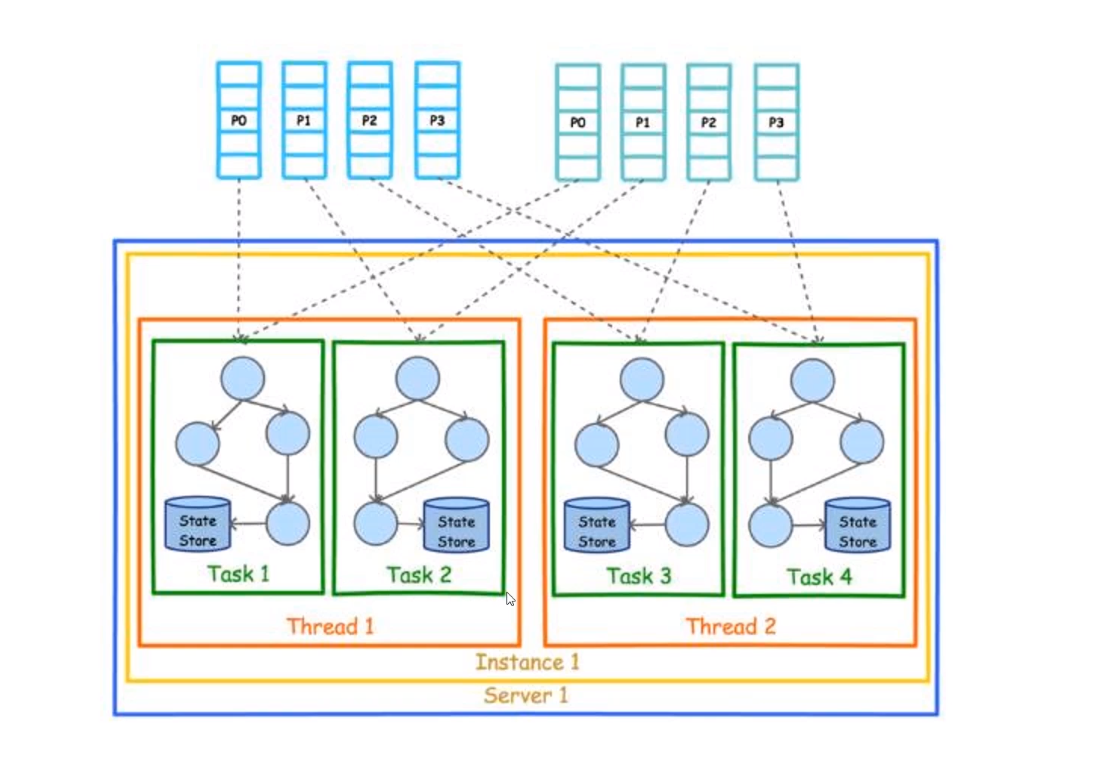 P0 P1 P2 P3 P0 P1 P2 P3
State
Store
Task 1
State
Store
Task 2
State
Store
Task 3
State
Store
Task 4
Thread 1
Thread 2
Instance 1
Server 1